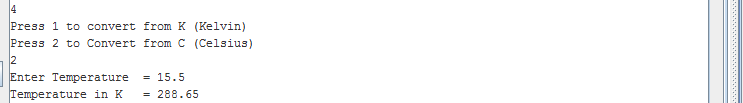 4
Press 1 to convert from K (Kelvin)
Press 2 to Convert from C (Celsius)
2
Enter Temperature  = 15.5
Temperature in K   = 288.65